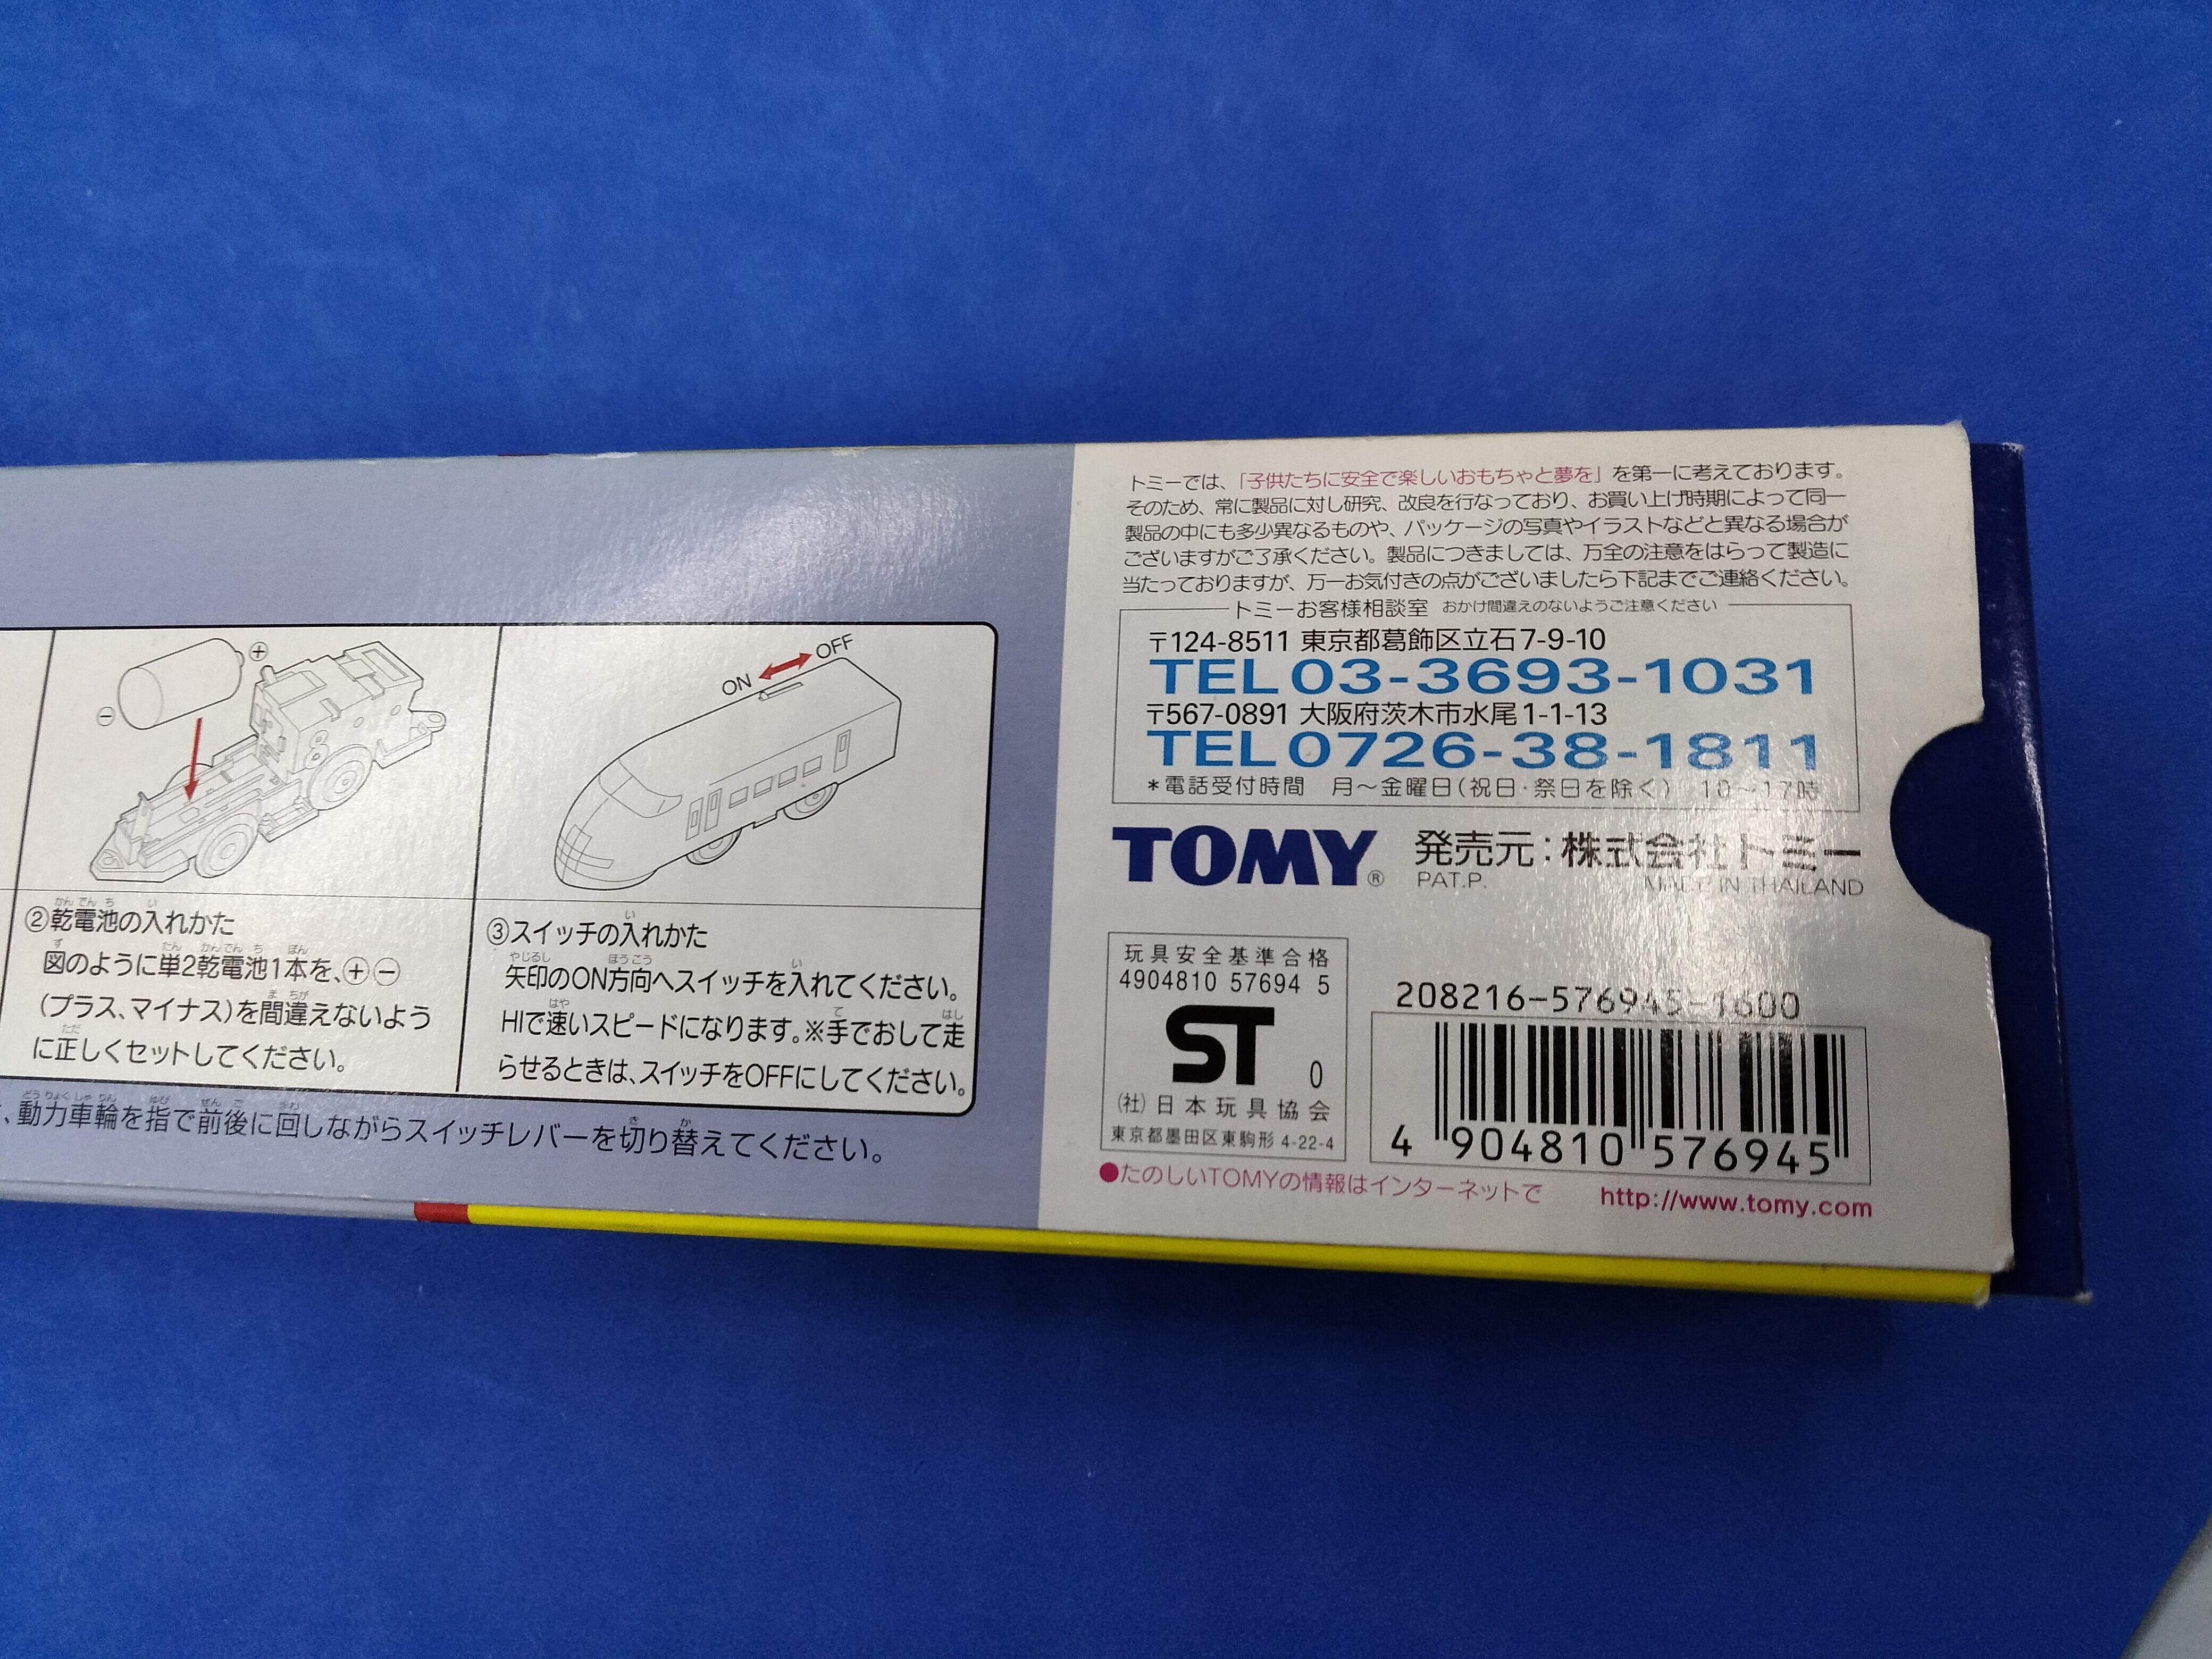 ⊕
⊖
8
②乾電池の入れかた
図のように単2乾電池1本を、⊕⊖
(プラス、マイナス)を間違えないよう
に正しくセットしてください。
ON
OFF
③スイッチの入れかた
矢印のON方向へスイッチを入れてください。
HIで速いスピードになります。※手でおして走
らせるときは、スイッチをOFFにしてください。
、動力車輪を指で前後に回しながらスイッチレバーを切り替えてください。
トミーでは、「子供たちに安全で楽しいおもちゃと夢を」を第一に考えております。
そのため、常に製品に対し研究、改良を行なっており、お買い上げ時期によって同一
製品の中にも多少異なるものや、パッケージの写真やイラストなどと異なる場合が
ございますがご了承ください。製品につきましては、万全の注意をはらって製造に
当たっておりますが、万一お気付きの点がございましたら下記までご連絡ください。
トミーお客様相談室 おかけ間違えのないようご注意ください
〒124-8511 東京都葛飾区立石7-9-10
TEL 03-3693-1031
〒567-0891 大阪府茨木市水尾1-1-13
TEL 0726-38-1811
*電話受付時間 月～金曜日(祝日・祭日を除く) 10～17時
TOMY® 発売元:株式会社トミー
PAT.P. MADE IN THAILAND
玩具安全基準合格
4904810 57694 5
ST 0
(社)日本玩具協会
東京都墨田区東駒形 4-22-4
208216-576945-1600
4 904810 576945
●たのしいTOMYの情報はインターネットで http://www.tomy.com